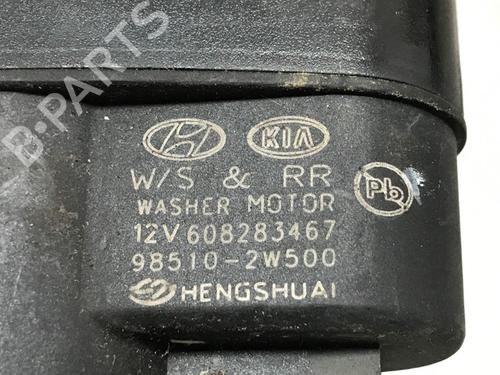 B-PARTS
KIA
W/S & RR
Pb
WASHER MOTOR
12V 608283467
98510-2W500
HENGSHUAI